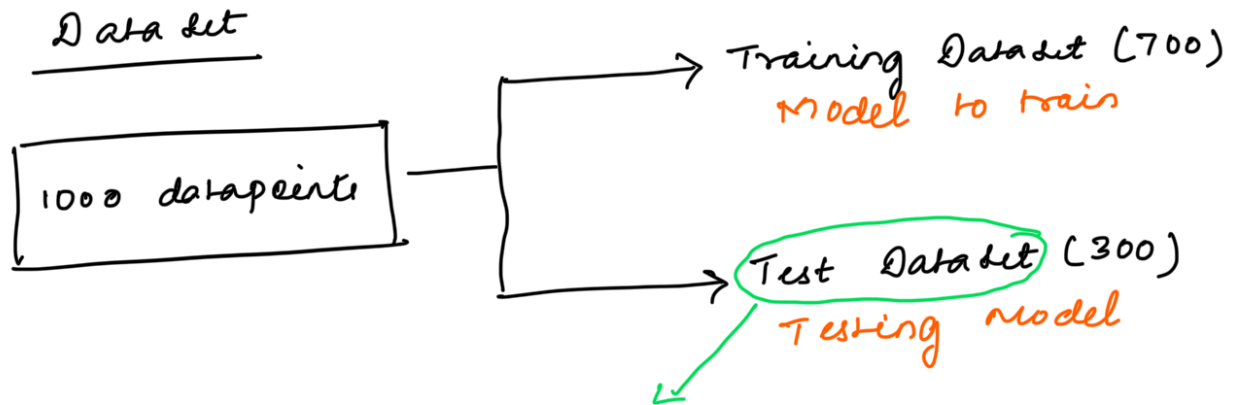 Dataset
Training Dataset (700)
Model to train
1000 datapoints
Test Dataset (300)
Testing Model